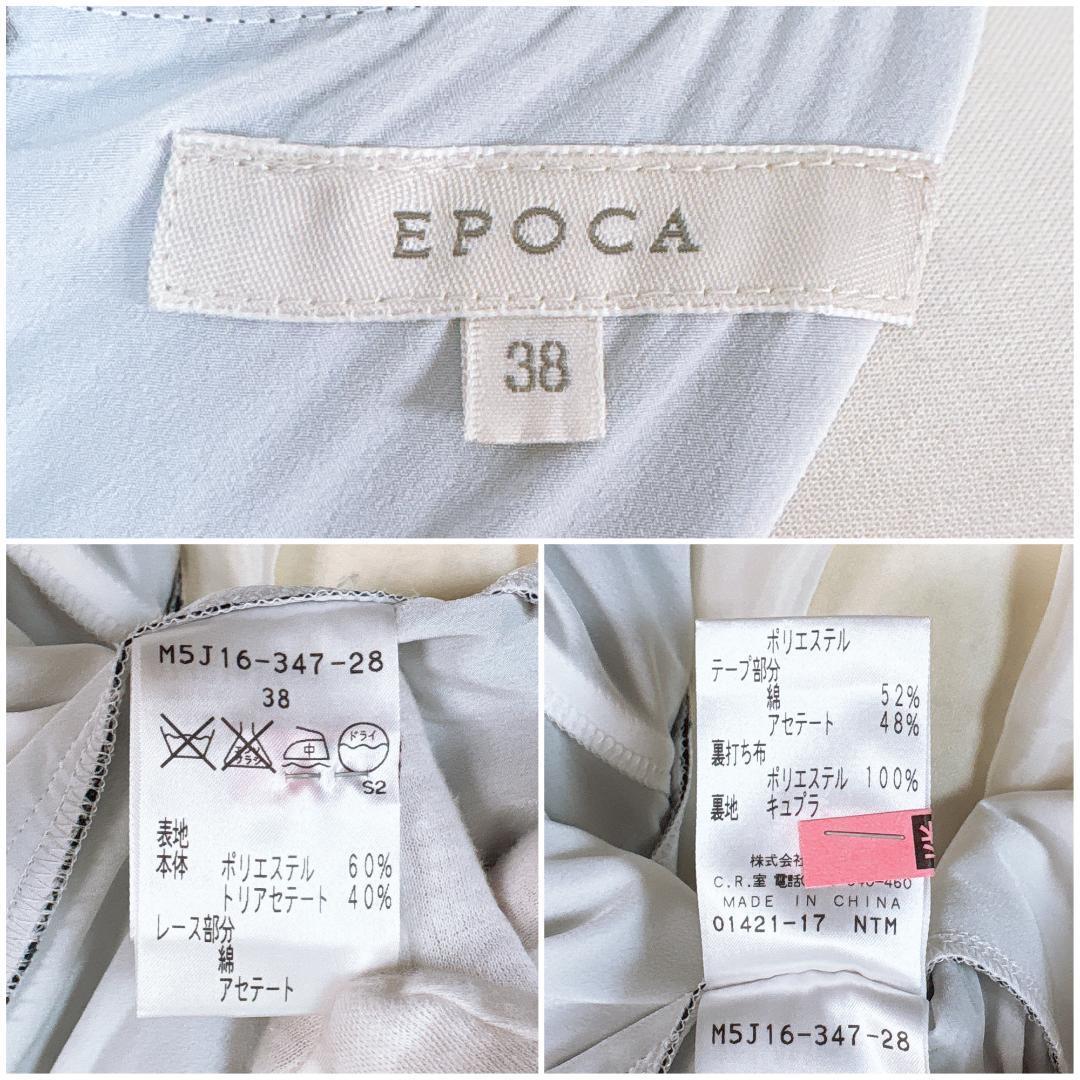 EPOCA
38
M5J16-347-28
38
中 ドライ
S2
表地
本体 ポリエステル 60%
トリアセテート 40%
レース部分
綿
アセテート
ポリエステル
テープ部分
綿 52%
アセテート 48%
裏打ち布
ポリエステル 100%
裏地 キュプラ
株式会社
C.R.室 電話 -460
MADE IN CHINA
01421-17 NTM
M5J16-347-28